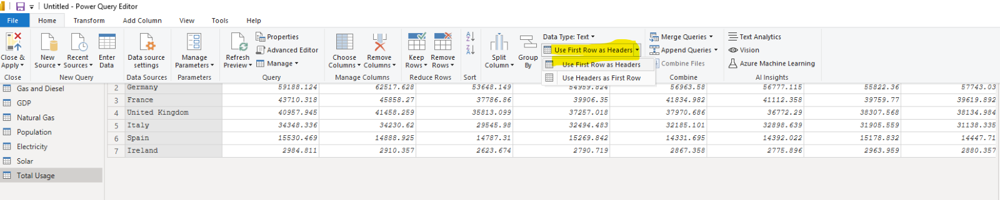 Untitled - Power Query Editor
File Home Transform Add Column View Tools Help
Close & Apply
New Source
Recent Sources
Enter Data
Data source settings
Manage Parameters
Refresh Preview
Properties
Advanced Editor
Manage
Choose Columns
Remove Columns
Keep Rows
Remove Rows
A Z
Z A
Split Column
Group By
Data Type: Text
Use First Row as Headers
Use First Row as Headers
Use Headers as First Row
Merge Queries
Append Queries
Combine Files
Text Analytics
Vision
Azure Machine Learning
Close New Query Data Sources Parameters Query Manage Columns Reduce Rows Sort Combine AI Insights
Gas and Diesel
GDP
Natural Gas
Population
Electricity
Solar
Total Usage
2 Germany 59188.124 62517.628 53648.149 54959.824 56963.58 56777.115 55822.36 57743.03
3 France 43710.318 45858.27 37786.86 39906.35 41834.982 41112.358 39759.77 39619.892
4 United Kingdom 40957.945 41458.259 35813.099 37257.018 37970.686 36772.29 38307.568 38134.984
5 Italy 34348.336 34230.62 29545.98 32494.483 32185.101 32898.639 31905.559 31138.335
6 Spain 15530.469 14888.925 14787.31 15269.842 14331.695 14392.022 15178.832 14447.71
7 Ireland 2984.811 2910.357 2623.674 2790.719 2867.358 2775.896 2963.959 2880.357